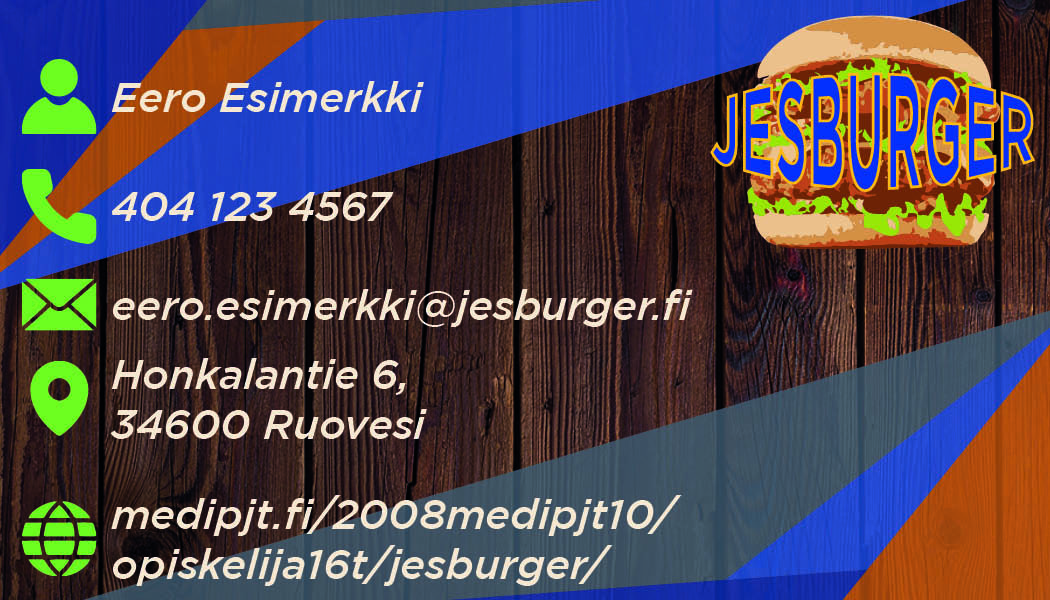 JESBURGER
Eero Esimerkki
404 123 4567
eero.esimerkki@jesburger.fi
Honkalantie 6,
34600 Ruovesi
medipjt.fi/2008medipjt10/
opiskelija16t/jesburger/